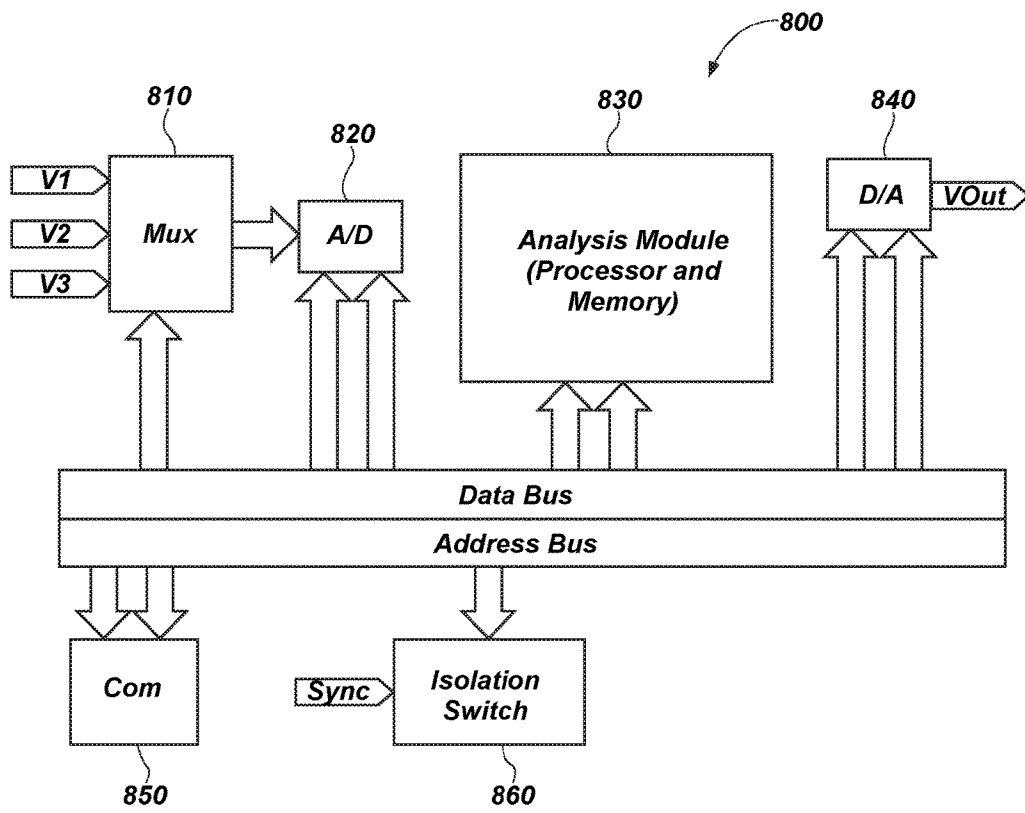 800
810
820
830
840
V1
V2
V3
Mux
A/D
Analysis Module
(Processor and
Memory)
D/A
VOut
Data Bus
Address Bus
Com
Sync
Isolation
Switch
850
860